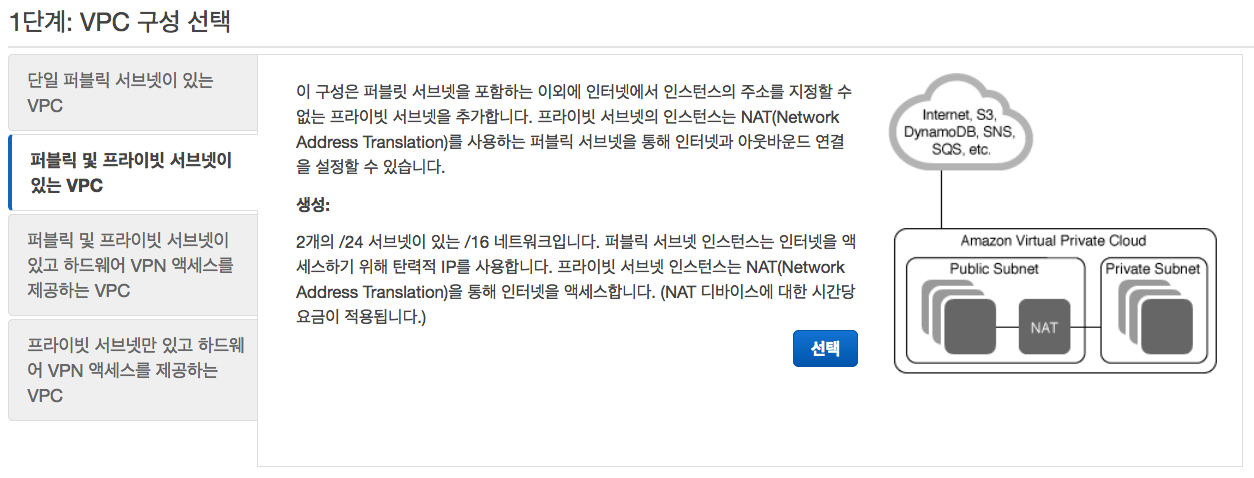 1단계: VPC 구성 선택
단일 퍼블릭 서브넷이 있는
VPC
퍼블릭 및 프라이빗 서브넷이
있는 VPC
퍼블릭 및 프라이빗 서브넷이
있고 하드웨어 VPN 액세스를
제공하는 VPC
프라이빗 서브넷만 있고 하드웨
어 VPN 액세스를 제공하는
VPC
이 구성은 퍼블릿 서브넷을 포함하는 이외에 인터넷에서 인스턴스의 주소를 지정할 수
없는 프라이빗 서브넷을 추가합니다. 프라이빗 서브넷의 인스턴스는 NAT(Network
Address Translation)를 사용하는 퍼블릭 서브넷을 통해 인터넷과 아웃바운드 연결
을 설정할 수 있습니다.
생성:
2개의 /24 서브넷이 있는 /16 네트워크입니다. 퍼블릭 서브넷 인스턴스는 인터넷을 액
세스하기 위해 탄력적 IP를 사용합니다. 프라이빗 서브넷 인스턴스는 NAT(Network
Address Translation)을 통해 인터넷을 액세스합니다. (NAT 디바이스에 대한 시간당
요금이 적용됩니다.)
선택
Internet, S3,
DynamoDB, SNS,
SQS, etc.
Amazon Virtual Private Cloud
Public Subnet
Private Subnet
NAT